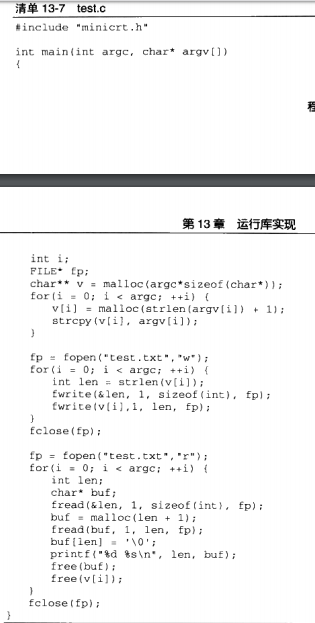 清单 13-7 test.c
#include "minicrt.h"
int main(int argc, char* argv[])
{
程
第 13 章 运行库实现
int i;
FILE* fp;
char** v = malloc(argc*sizeof(char*));
for(i = 0; i < argc; ++i) {
v[i] = malloc(strlen(argv[i]) + 1);
strcpy(v[i], argv[i]);
}
fp = fopen("test.txt","w");
for(i = 0; i < argc; ++i) {
int len = strlen(v[i]);
fwrite(&len, 1, sizeof(int), fp);
fwrite(v[i],1, len, fp);
}
fclose(fp);
fp = fopen("test.txt","r");
for(i = 0; i < argc; ++i) {
int len;
char* buf;
fread(&len, 1, sizeof(int), fp);
buf = malloc(len + 1);
fread(buf, 1, len, fp);
buf[len] = '\0';
printf("%d %s\n", len, buf);
free(buf);
free(v[i]);
}
fclose(fp);
}